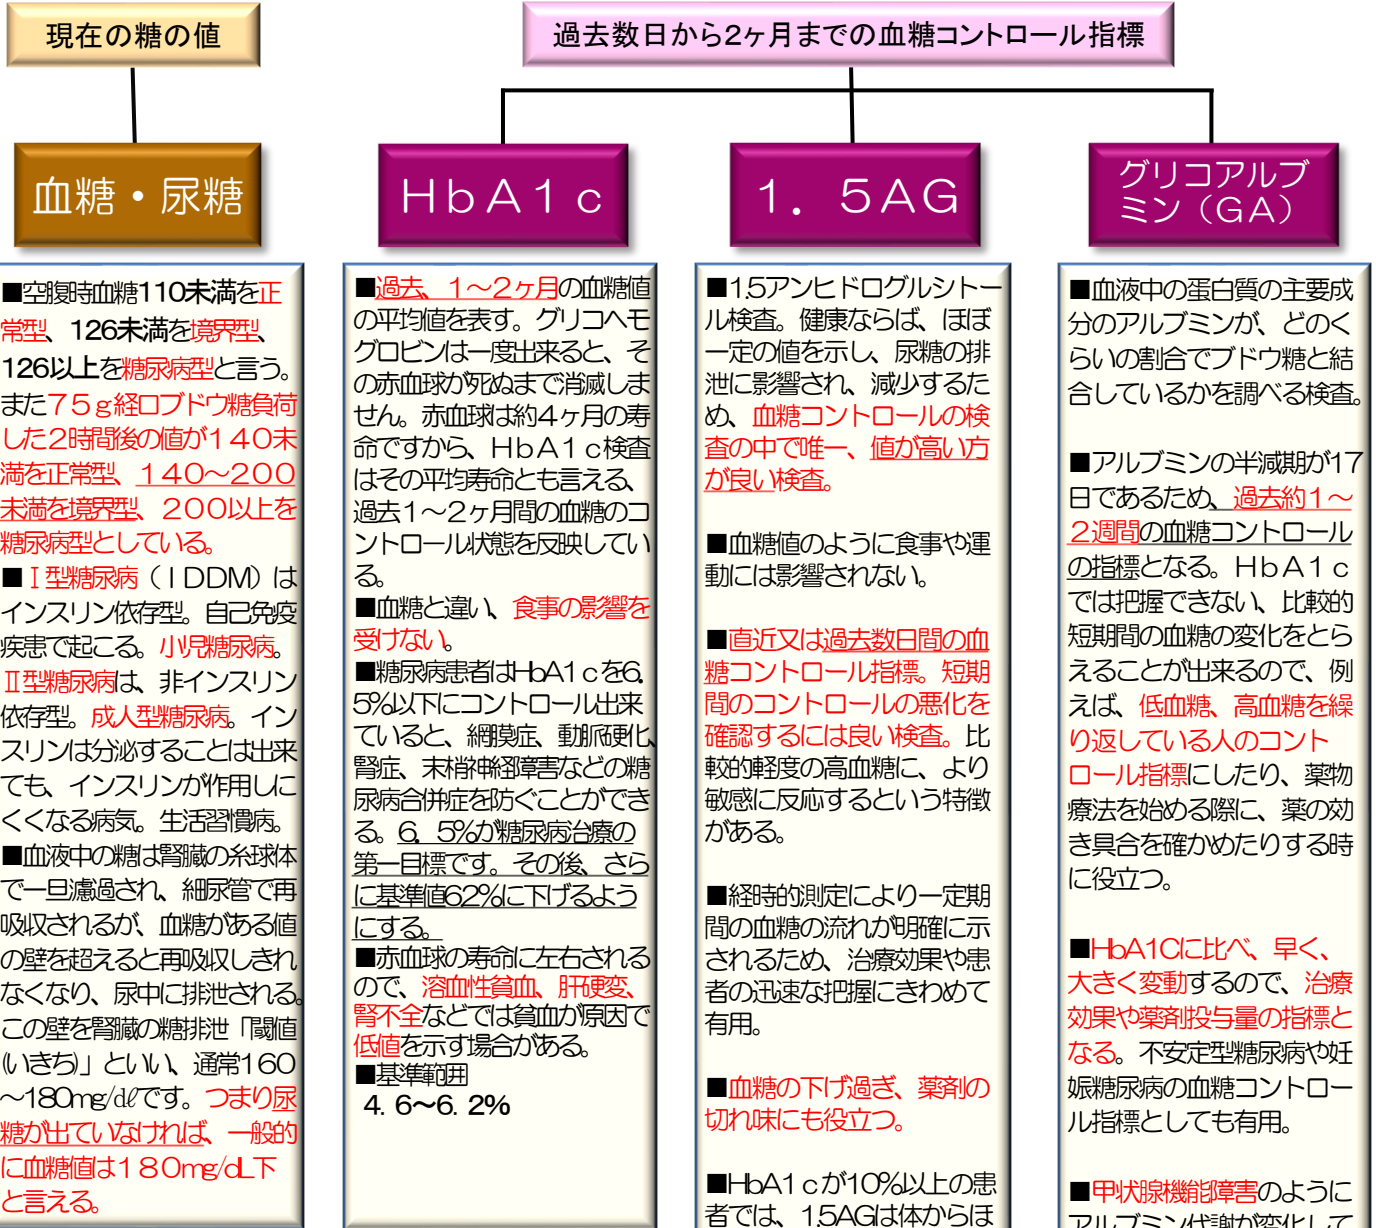 現在の糖の値
過去数日から2ヶ月までの血糖コントロール指標
血糖・尿糖
HbA1c
1.5AG
グリコアルブ
ミン(GA)
■空腹時血糖110未満を正
常型、126未満を境界型、
126以上を糖尿病型と言う。
また75g経口ブドウ糖負荷
した2時間後の値が140未
満を正常型、140~200
未満を境界型、200以上を
糖尿病型としている。
■Ⅰ型糖尿病(IDDM)は
インスリン依存型。自己免疫
疾患で起こる。小児糖尿病。
Ⅱ型糖尿病は、非インスリン
依存型。成人型糖尿病。イン
スリンは分泌することは出来
ても、インスリンが作用しに
くくなる病気。生活習慣病。
■血液中の糖は腎臓の糸球体
で一旦濾過され、細尿管で再
吸収されるが、血糖がある値
の壁を超えると再吸収しきれ
なくなり、尿中に排泄される。
この壁を腎臓の糖排泄「閾値
(いきち)」といい、通常160
~180mg/dℓです。つまり尿
糖が出ていなければ、一般的
に血糖値は180mg/dL下
と言える。
■過去、1~2ヶ月の血糖値
の平均値を表す。グリコヘモ
グロビンは一度出来ると、そ
の赤血球が死ぬまで消滅しま
せん。赤血球は約4ヶ月の寿
命ですから、HbA1c検査
はその平均寿命とも言える、
過去1~2ヶ月間の血糖のコ
ントロール状態を反映してい
る。
■血糖と違い、食事の影響を
受けない。
■糖尿病患者はHbA1cを6.
5%以下にコントロール出来
ていると、網膜症、動脈硬化、
腎症、末梢神経障害などの糖
尿病合併症を防ぐことができ
る。6.5%が糖尿病治療の
第一目標です。その後、さら
に基準値6.2%に下げるよう
にする。
■赤血球の寿命に左右される
ので、溶血性貧血、肝硬変、
腎不全などでは貧血が原因で
低値を示す場合がある。
■基準範囲
4.6~6.2%
■1.5アンヒドログルシトー
ル検査。健康ならば、ほぼ
一定の値を示し、尿糖の排
泄に影響され、減少するた
め、血糖コントロールの検
査の中で唯一、値が高い方
が良い検査。
■血糖値のように食事や運
動には影響されない。
■直近又は過去数日間の血
糖コントロール指標。短期
間のコントロールの悪化を
確認するには良い検査。比
較的軽度の高血糖に、より
敏感に反応するという特徴
がある。
■経時的測定により一定期
間の血糖の流れが明確に示
されるため、治療効果や患
者の迅速な把握にきわめて
有用。
■血糖の下げ過ぎ、薬剤の
切れ味にも役立つ。
■HbA1cが10%以上の患
者では、1.5AGは体からほ
■血液中の蛋白質の主要成
分のアルブミンが、どのく
らいの割合でブドウ糖と結
合しているかを調べる検査。
■アルブミンの半減期が17
日であるため、過去約1~
2週間の血糖コントロール
の指標となる。HbA1c
では把握できない、比較的
短期間の血糖の変化をとら
えることが出来るので、例
えば、低血糖、高血糖を繰
り返している人のコント
ロール指標にしたり、薬物
療法を始める際に、薬の効
き具合を確かめたりする時
に役立つ。
■HbA1Cに比べ、早く、
大きく変動するので、治療
効果や薬剤投与量の指標と
なる。不安定型糖尿病や妊
娠糖尿病の血糖コントロー
ル指標としても有用。
■甲状腺機能障害のように
アルブミン代謝が変化して